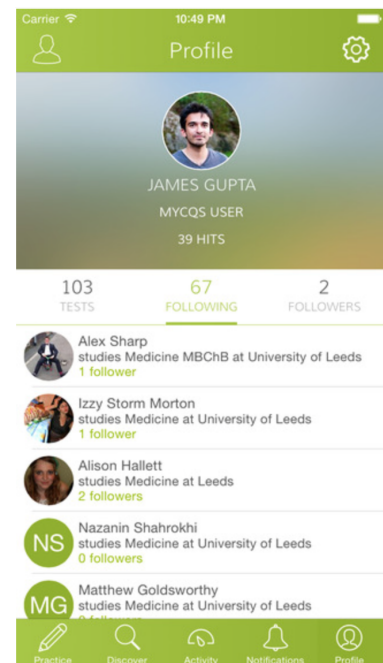 Carrier 10:49 PM
Profile
JAMES GUPTA
MYCQS USER
39 HITS
103 67 2
TESTS FOLLOWING FOLLOWERS
Alex Sharp
studies Medicine MBChB at University of Leeds
1 follower
Izzy Storm Morton
studies Medicine at University of Leeds
1 follower
Alison Hallett
studies Medicine at Leeds
2 followers
NS
Nazanin Shahrokhi
studies Medicine at University of Leeds
0 followers
MG
Matthew Goldsworthy
studies Medicine at University of Leeds
Practice Discover Activity Notifications Profile